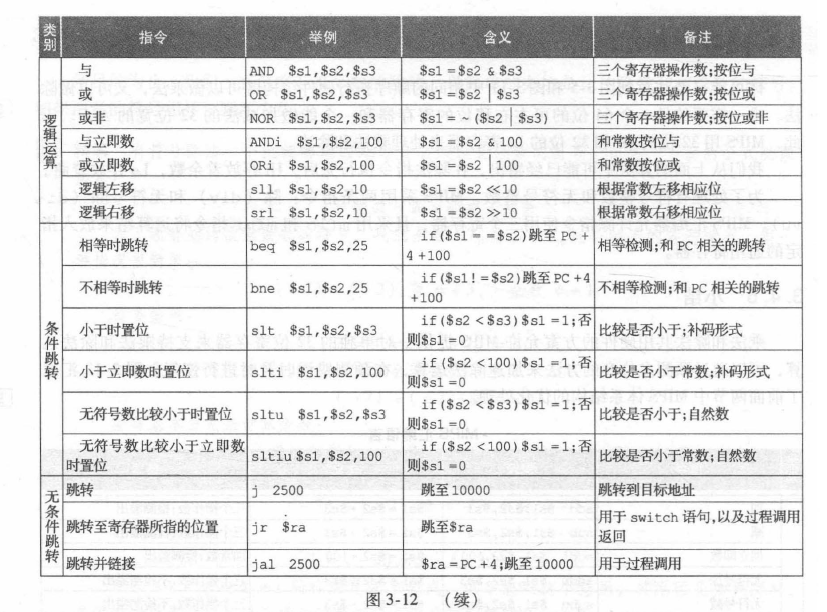 类别 指令 举例 含义 备注
逻辑运算
与 AND $s1,$s2,$s3 $s1=$s2 & $s3 三个寄存器操作数;按位与
或 OR $s1,$s2,$s3 $s1=$s2 | $s3 三个寄存器操作数;按位或
或非 NOR $s1,$s2,$s3 $s1=~($s2|$s3) 三个寄存器操作数;按位或非
与立即数 ANDi $s1,$s2,100 $s1=$s2 & 100 和常数按位与
或立即数 ORi $s1,$s2,100 $s1=$s2 | 100 和常数按位或
逻辑左移 sll $s1,$s2,10 $s1=$s2≪10 根据常数左移相应位
逻辑右移 srl $s1,$s2,10 $s1=$s2≫10 根据常数右移相应位
条件跳转
相等时跳转 beq $s1,$s2,25 if($s1==$s2)跳至 PC+
4+100 相等检测;和 PC 相关的跳转
不相等时跳转 bne $s1,$s2,25 if($s1!=$s2)跳至 PC+4
+100 不相等检测;和 PC 相关的跳转
小于时置位 slt $s1,$s2,$s3 if($s2<$s3)$s1=1;否
则$s1=0 比较是否小于;补码形式
小于立即数时置位 slti $s1,$s2,100 if($s2<100)$s1=1;否
则$s1=0 比较是否小于常数;补码形式
无符号数比较小于时置位 sltu $s1,$s2,$s3 if($s2<$s3)$s1=1;否
则$s1=0 比较是否小于;自然数
无符号数比较小于立即数
时置位 sltiu $s1,$s2,100 if($s2<100)$s1=1;否
则$s1=0 比较是否小于常数;自然数
无条件跳转
跳转 j 2500 跳至10000 跳转到目标地址
跳转至寄存器所指的位置 jr $ra 跳至$ra 用于 switch 语句,以及过程调用
返回
跳转并链接 jal 2500 $ra=PC+4;跳至10000 用于过程调用
图 3-12 (续)